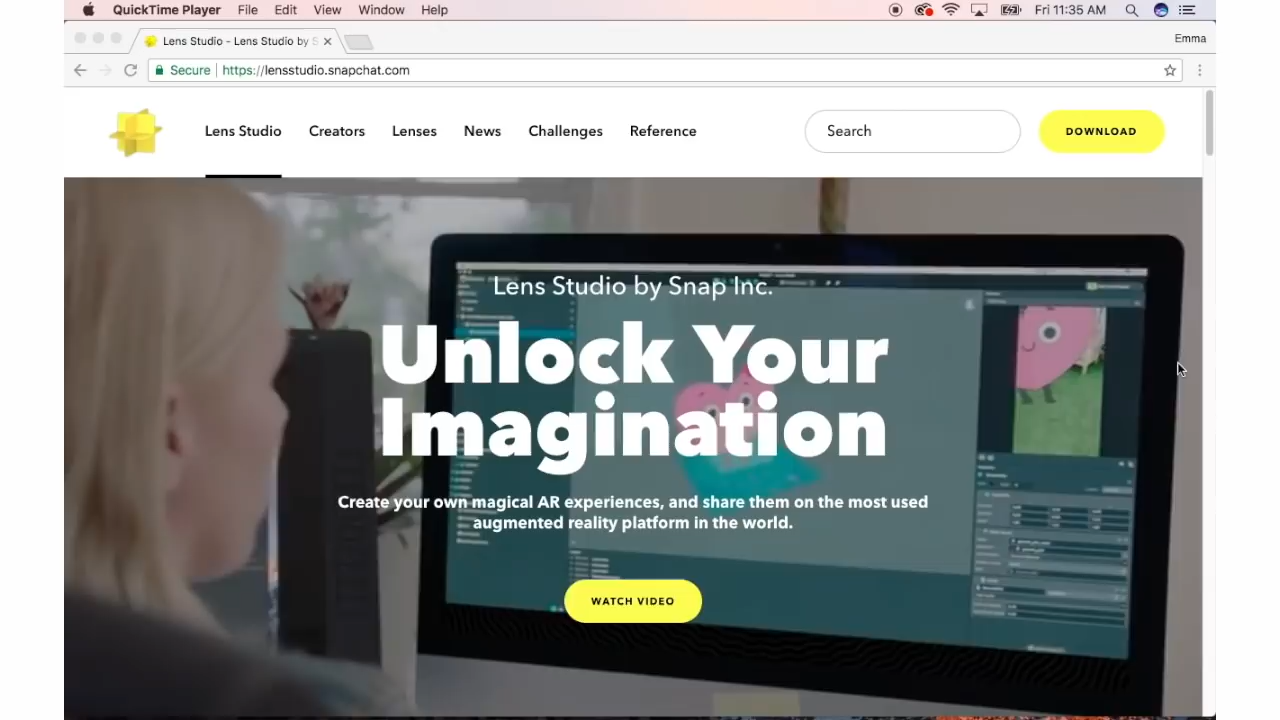 QuickTime Player File Edit View Window Help Fri 11:35 AM
Lens Studio - Lens Studio by S Emma
Secure https://lensstudio.snapchat.com
Lens Studio Creators Lenses News Challenges Reference Search DOWNLOAD
Lens Studio by Snap Inc.
Unlock Your
Imagination
Create your own magical AR experiences, and share them on the most used
augmented reality platform in the world.
WATCH VIDEO